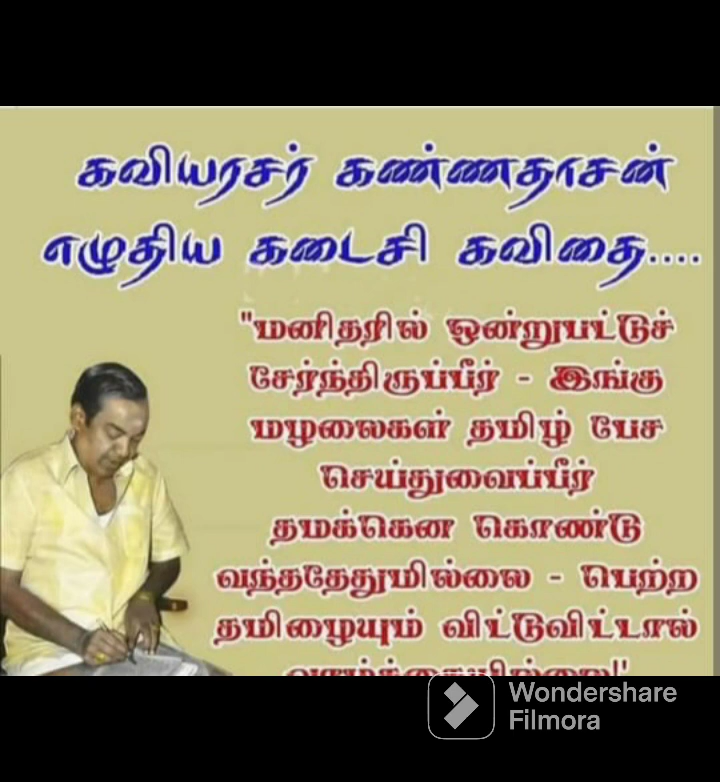 கவியரசர் கண்ணதாசன்
எழுதிய கடைசி கவிதை....
"மனிதரில் ஒன்றுபட்டுச்
சேர்ந்திருப்பீர் - இங்கு
மழலைகள் தமிழ் பேச
செய்துவைப்பீர்
தமக்கென கொண்டு
வந்ததேதுமில்லை - பெற்ற
தமிழையும் விட்டுவிட்டால்
Wondershare
Filmora